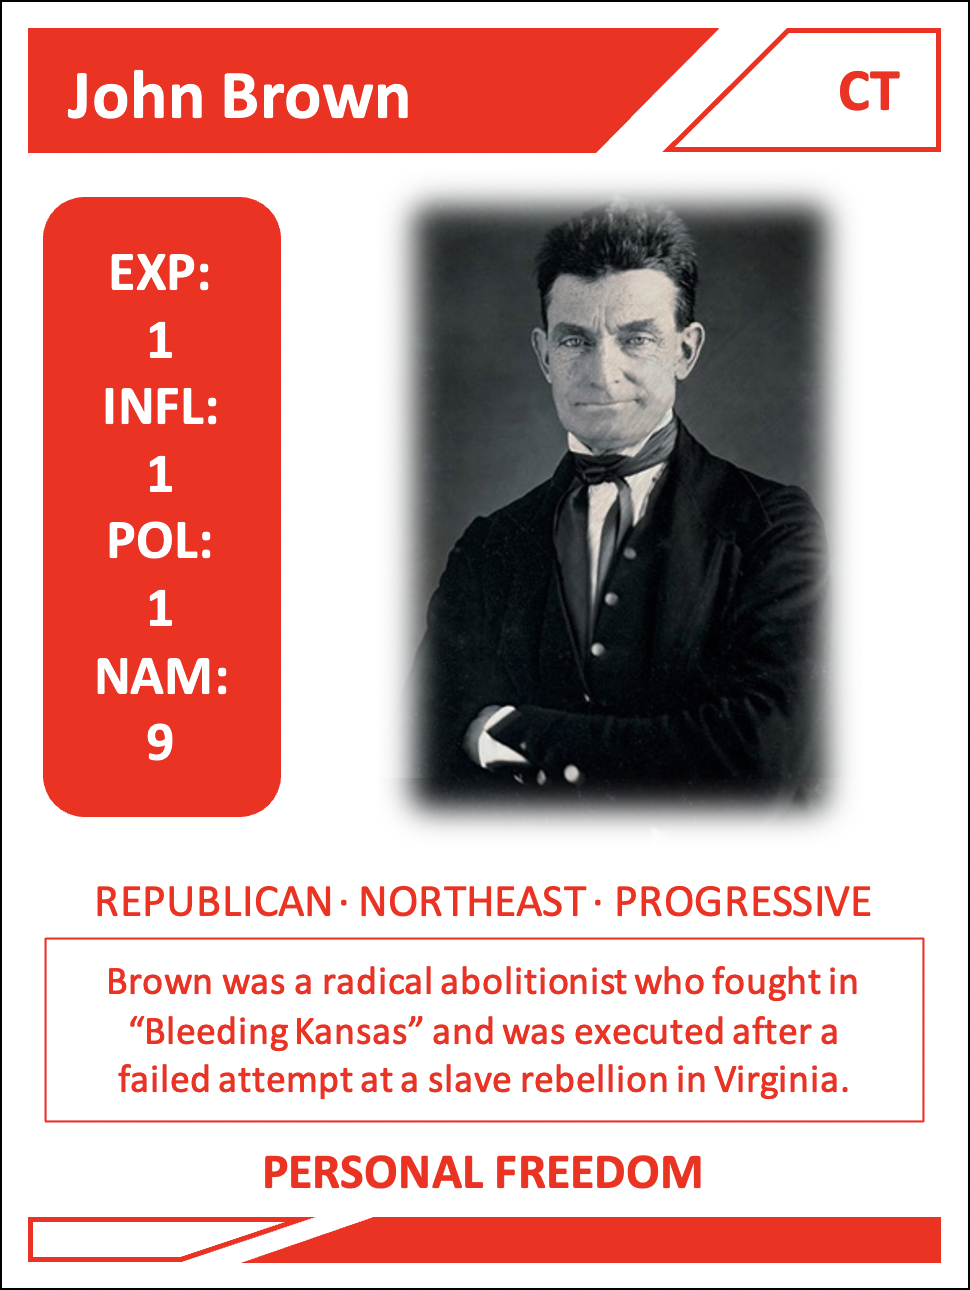 John Brown
CT
EXP:
1
INFL:
1
POL:
1
NAM:
9
REPUBLICAN · NORTHEAST · PROGRESSIVE
Brown was a radical abolitionist who fought in
“Bleeding Kansas” and was executed after a
failed attempt at a slave rebellion in Virginia.
PERSONAL FREEDOM